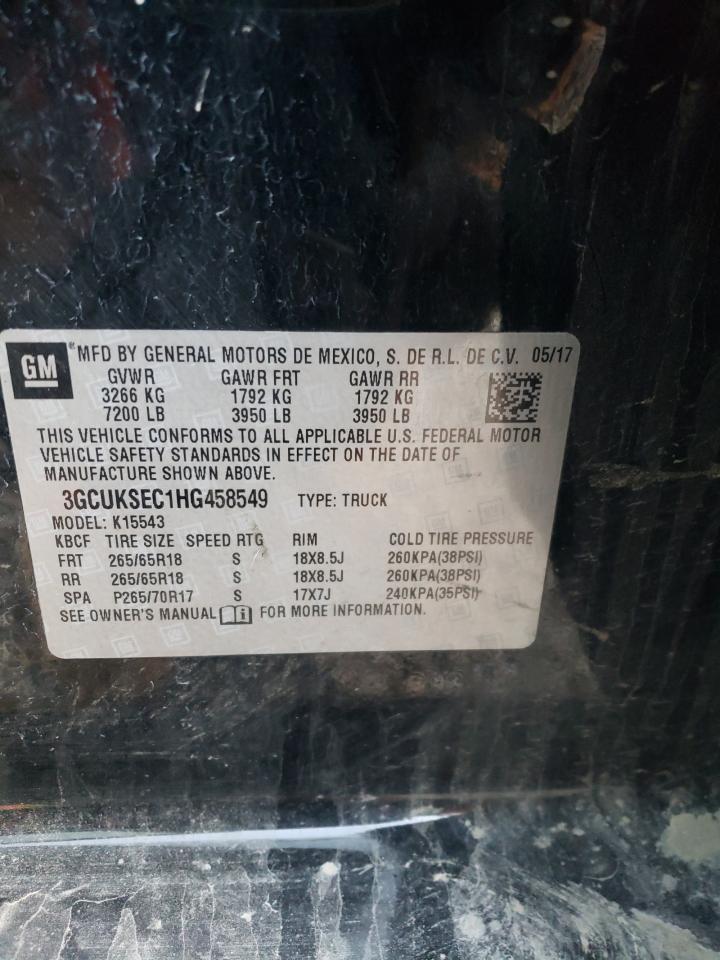 GM ®MFD BY GENERAL MOTORS DE MEXICO, S. DE R.L. DE C.V. 05/17
GVWR GAWR FRT GAWR RR
3266 KG 1792 KG 1792 KG
7200 LB 3950 LB 3950 LB
THIS VEHICLE CONFORMS TO ALL APPLICABLE U.S. FEDERAL MOTOR
VEHICLE SAFETY STANDARDS IN EFFECT ON THE DATE OF
MANUFACTURE SHOWN ABOVE.
3GCUKSEC1HG458549 TYPE: TRUCK
MODEL: K15543
KBCF TIRE SIZE SPEED RTG RIM COLD TIRE PRESSURE
FRT 265/65R18 S 18X8.5J 260KPA(38PSI)
RR 265/65R18 S 18X8.5J 260KPA(38PSI)
SPA P265/70R17 S 17X7J 240KPA(35PSI)
SEE OWNER'S MANUAL i FOR MORE INFORMATION.